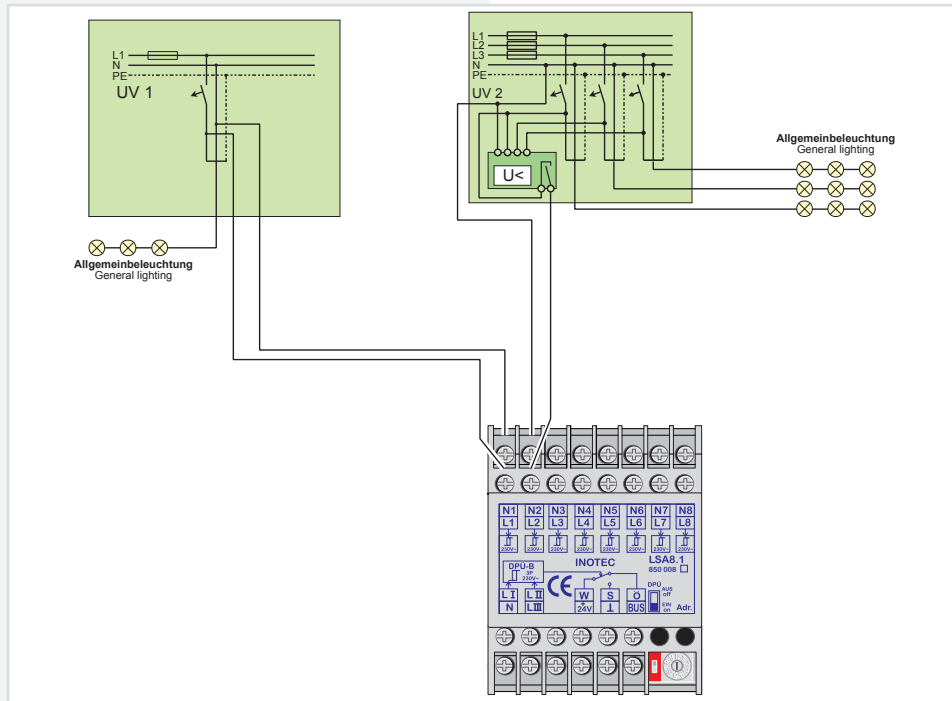 L1
N
PE
UV 1
L1
L2
L3
N
PE
UV 2
U<
Allgemeinbeleuchtung
General lighting
Allgemeinbeleuchtung
General lighting
N1 N2 N3 N4 N5 N6 N7 N8
L1 L2 L3 L4 L5 L6 L7 L8
230V~ 230V~ 230V~ 230V~ 230V~ 230V~ 230V~ 230V~
DPÜ-B
3P
230V~
INOTEC
LSA8.1
850 008
CE
DPÜ
AUS
off
EIN
on
L I L II W S Ö
N L III + 24V ⊥ BUS Adr.